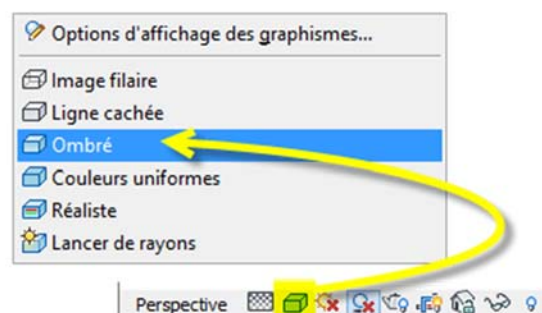 Options d'affichage des graphismes...
Image filaire
Ligne cachée
Ombré
Couleurs uniformes
Réaliste
Lancer de rayons
Perspective